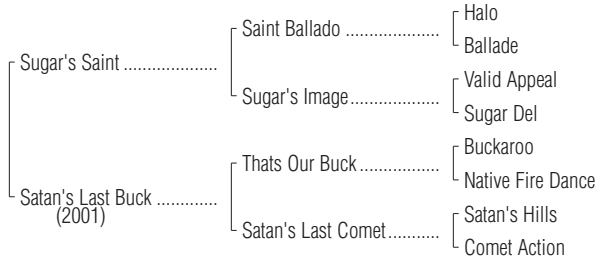 Halo
Saint Ballado ....................
Ballade
Sugar's Saint ....................
Valid Appeal
Sugar's Image...................
Sugar Del
Buckaroo
Thats Our Buck.................
Native Fire Dance
Satan's Last Buck .............
(2001)
Satan's Hills
Satan's Last Comet...........
Comet Action